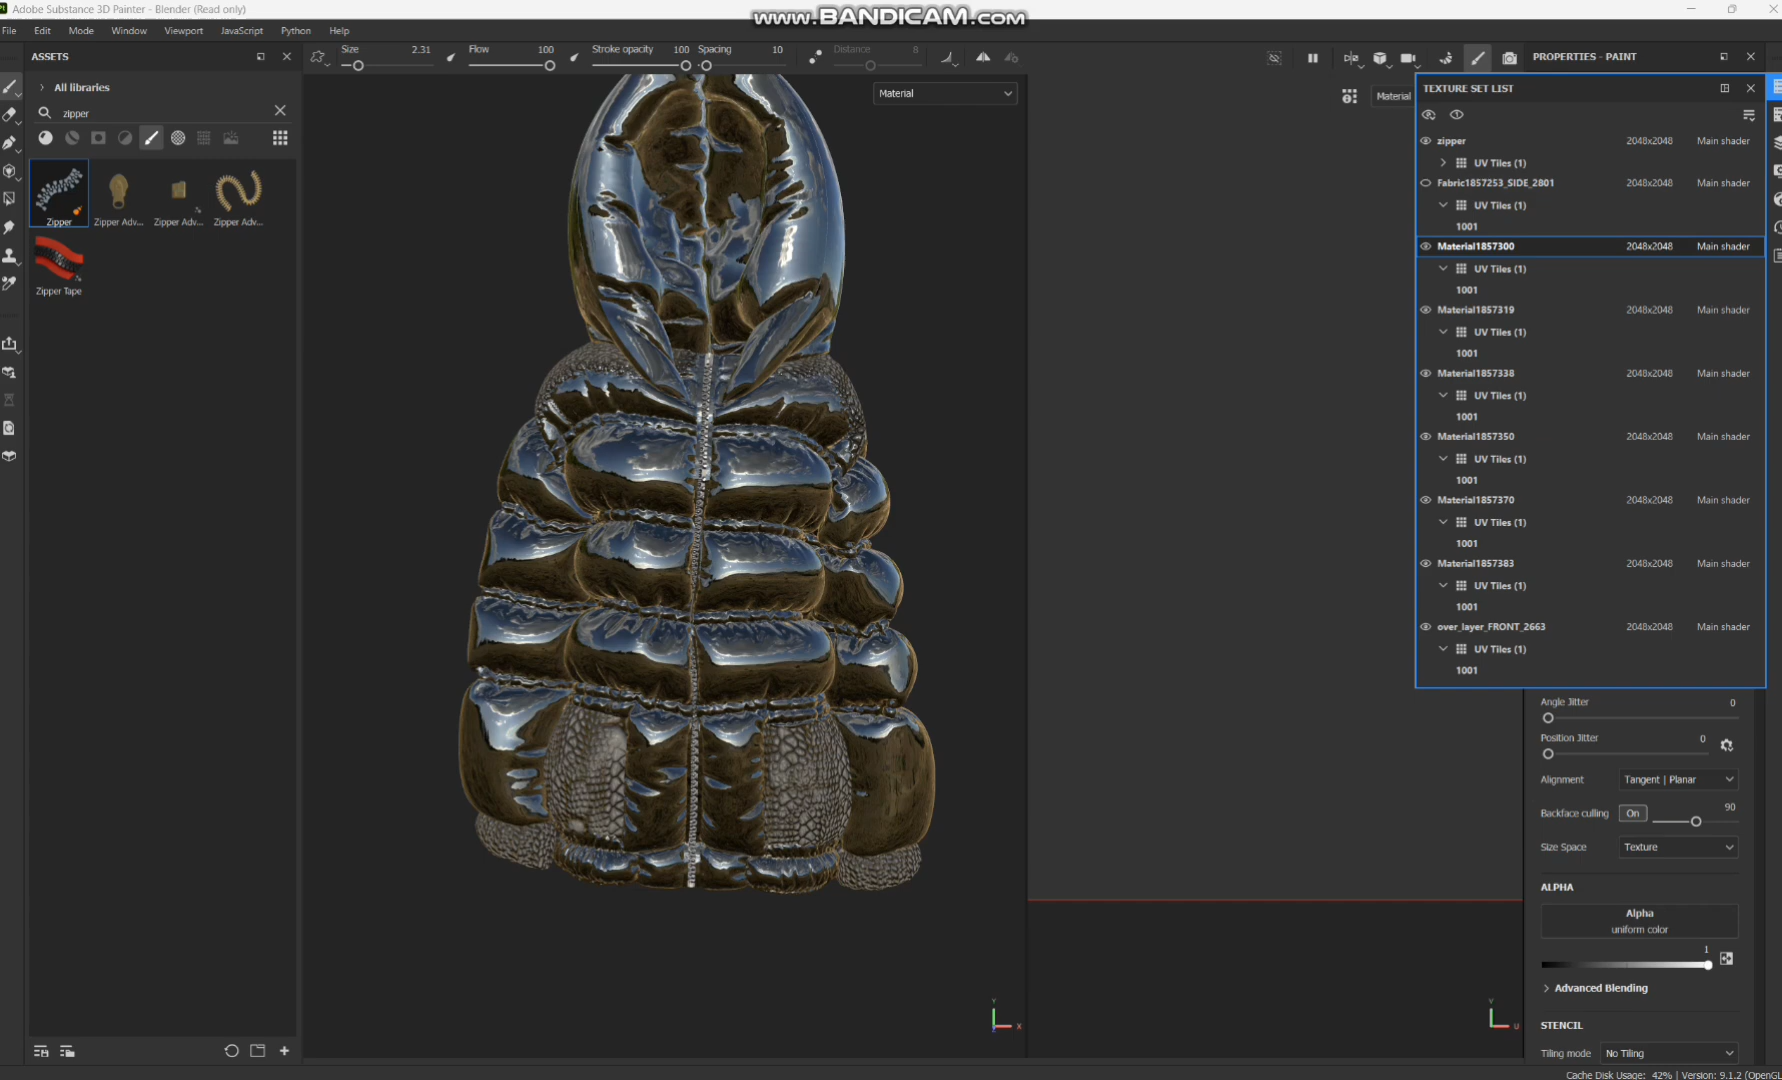 Adobe Substance 3D Painter - Blender (Read only)
WWW.BANDICAM.COM
File Edit Mode Window Viewport JavaScript Python Help
ASSETS
All libraries
zipper
Zipper
Zipper Adv...
Zipper Adv...
Zipper Adv...
Zipper Tape
Size 2.31
Flow 100
Stroke opacity 100
Spacing 10
Distance 8
Material
Material
PROPERTIES - PAINT
TEXTURE SET LIST
zipper 2048x2048 Main shader
UV Tiles (1)
Fabric1857253_SIDE_2801 2048x2048 Main shader
UV Tiles (1)
1001
Material1857300 2048x2048 Main shader
UV Tiles (1)
1001
Material1857319 2048x2048 Main shader
UV Tiles (1)
1001
Material1857338 2048x2048 Main shader
UV Tiles (1)
1001
Material1857350 2048x2048 Main shader
UV Tiles (1)
1001
Material1857370 2048x2048 Main shader
UV Tiles (1)
1001
Material1857383 2048x2048 Main shader
UV Tiles (1)
1001
over_layer_FRONT_2663 2048x2048 Main shader
UV Tiles (1)
1001
Angle Jitter 0
Position Jitter 0
Alignment Tangent | Planar
Backface culling On 90
Size Space Texture
ALPHA
Alpha
uniform color
1
Advanced Blending
STENCIL
Tiling mode No Tiling
Y
X
V
U
Cache Disk Usage: 42% | Version: 9.1.2 (OpenGL